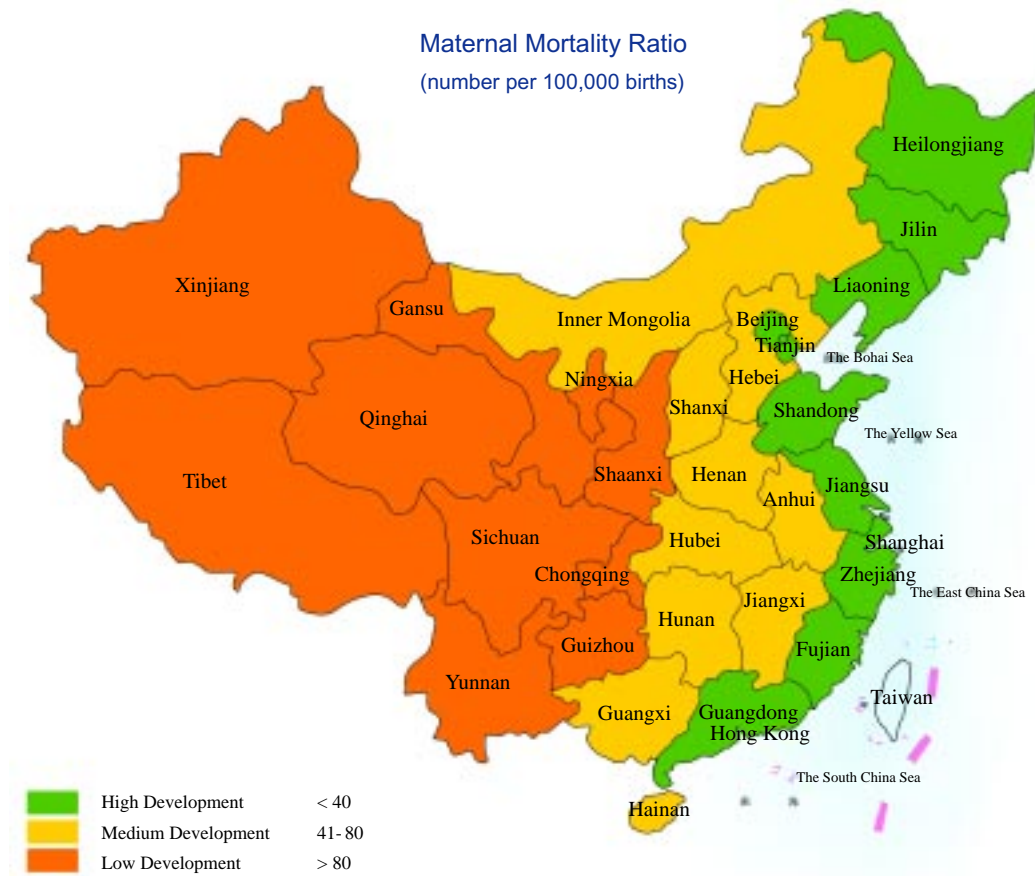 Maternal Mortality Ratio
(number per 100,000 births)
Heilongjiang
Jilin
Xinjiang
Liaoning
Gansu
Inner Mongolia
Beijing
Tianjin
The Bohai Sea
Ningxia
Hebei
Shanxi
Shandong
Qinghai
The Yellow Sea
Tibet
Shaanxi
Henan
Jiangsu
Anhui
Sichuan
Hubei
Shanghai
Chongqing
Zhejiang
The East China Sea
Jiangxi
Hunan
Guizhou
Fujian
Yunnan
Taiwan
Guangxi
Guangdong
Hong Kong
The South China Sea
Hainan
High Development < 40
Medium Development 41-80
Low Development > 80